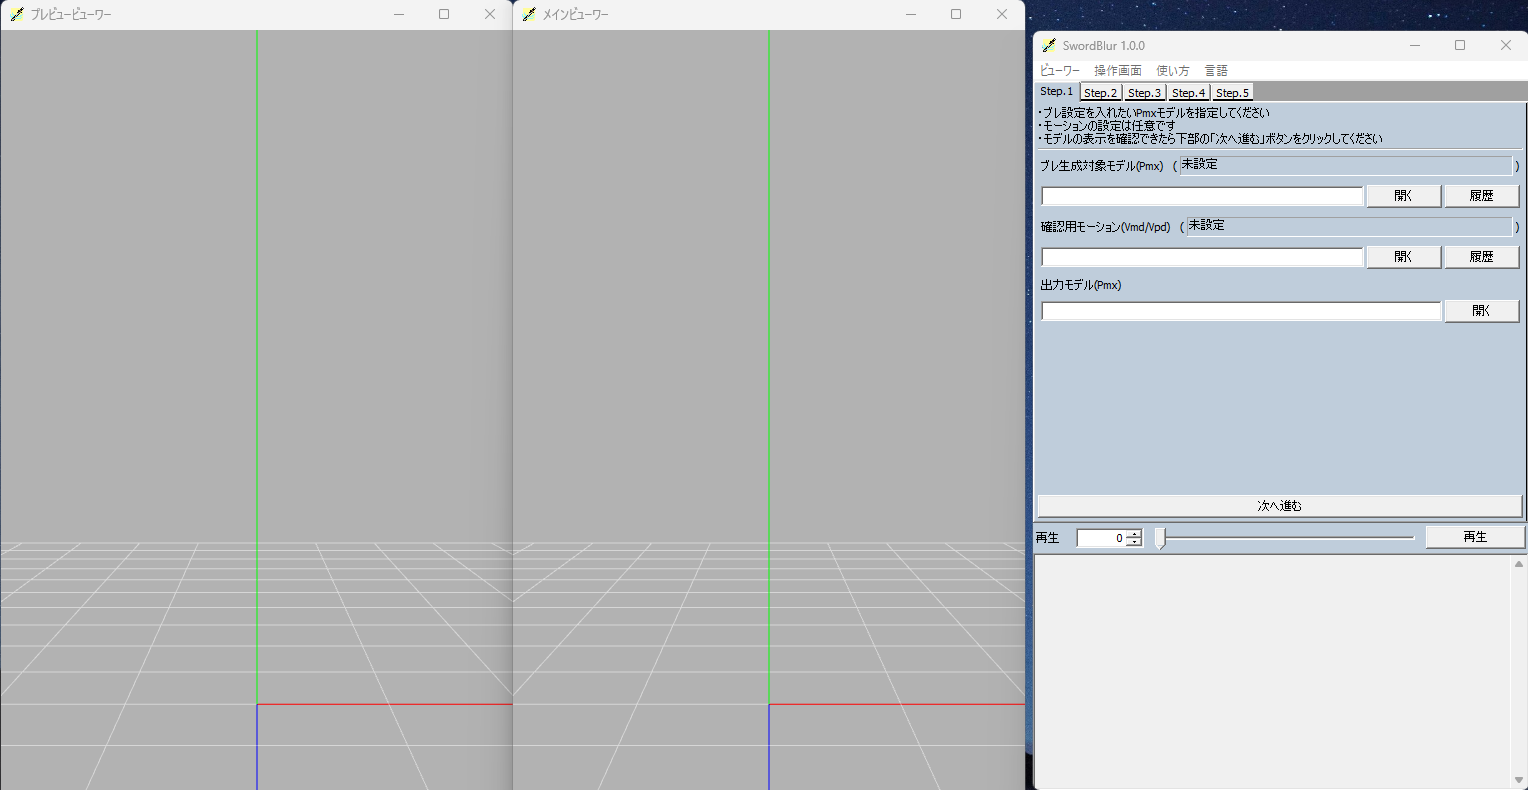 プレビュービューワー
メインビューワー
SwordBlur 1.0.0
ビューワー 操作画面 使い方 言語
Step.1 Step.2 Step.3 Step.4 Step.5
・ブレ設定を入れたいPmxモデルを指定してください
・モーションの設定は任意です
・モデルの表示を確認できたら下部の「次へ進む」ボタンをクリックしてください
ブレ生成対象モデル(Pmx) ( 未設定 )
開く 履歴
確認用モーション(Vmd/Vpd) ( 未設定 )
開く 履歴
出力モデル(Pmx)
開く
次へ進む
再生 0 再生